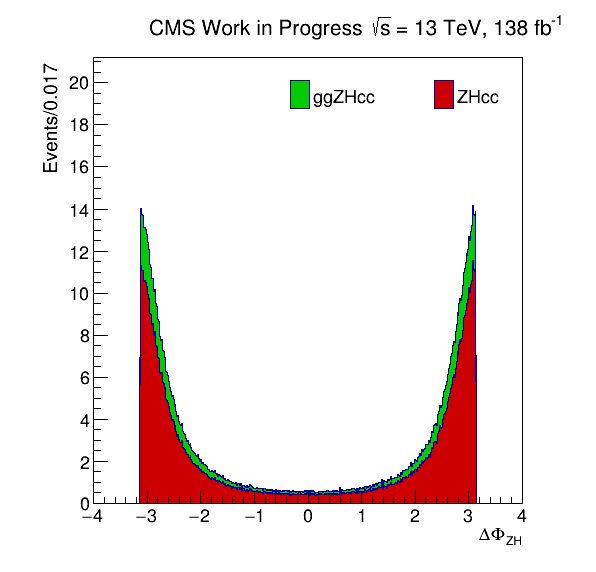 CMS Work in Progress √s = 13 TeV, 138 fb⁻¹
Events/0.017
ggZHcc ZHcc
20
18
16
14
12
10
8
6
4
2
0
−4 −3 −2 −1 0 1 2 3 4
ΔΦ_ZH